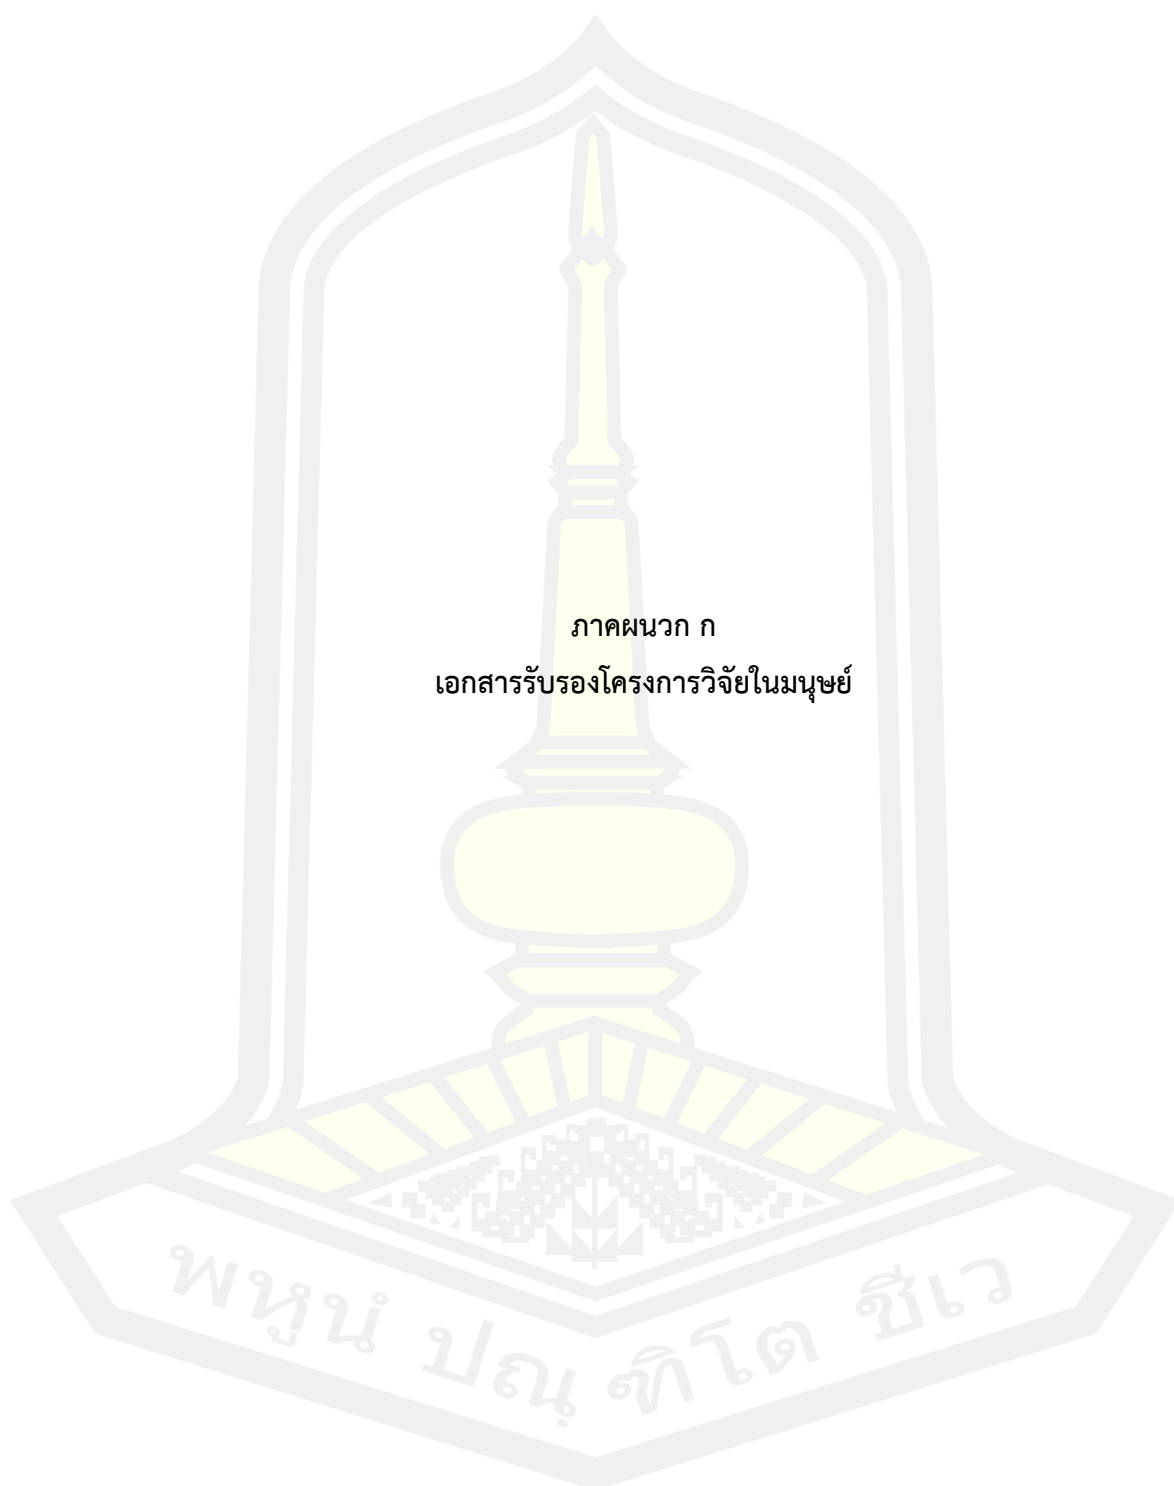 ภาคผนวก ก
เอกสารรับรองโครงการวิจัยในมนุษย์
พหูนํ ปณฺฑิโต ชีเว